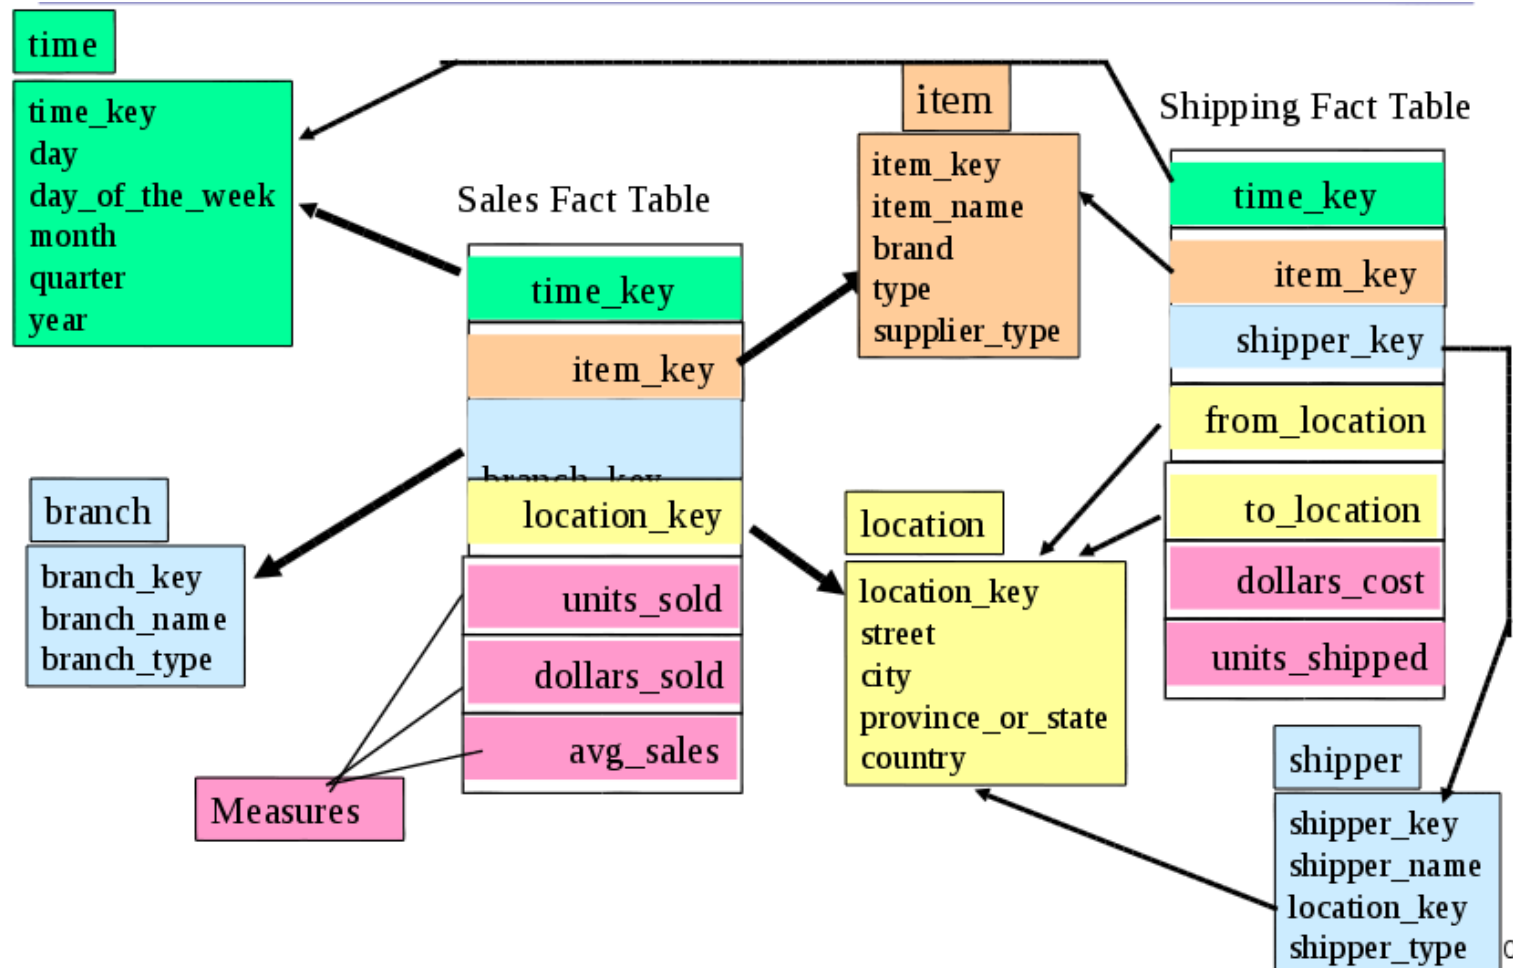 time
time_key
day
day_of_the_week
month
quarter
year
Sales Fact Table
time_key
item_key
branch_key
location_key
units_sold
dollars_sold
avg_sales
Measures
branch
branch_key
branch_name
branch_type
item
item_key
item_name
brand
type
supplier_type
location
location_key
street
city
province_or_state
country
Shipping Fact Table
time_key
item_key
shipper_key
from_location
to_location
dollars_cost
units_shipped
shipper
shipper_key
shipper_name
location_key
shipper_type